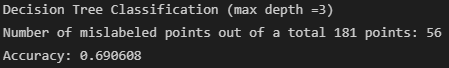 Decision Tree Classification (max depth =3)
Number of mislabeled points out of a total 181 points: 56
Accuracy: 0.690608